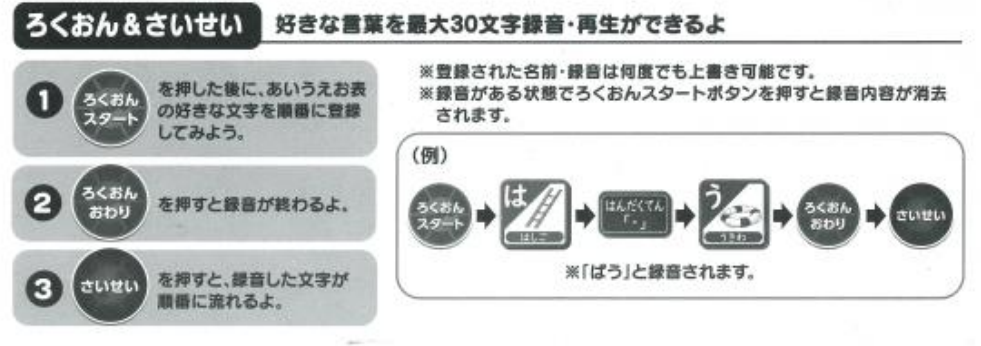 ろくおん&さいせい
好きな言葉を最大30文字録音・再生ができるよ
1
ろくおん
スタート
を押した後に、あいうえお表
の好きな文字を順番に登録
してみよう。
2
ろくおん
おわり
を押すと録音が終わるよ。
3
さいせい
を押すと、録音した文字が
順番に流れるよ。
※登録された名前・録音は何度でも上書き可能です。
※録音がある状態でろくおんスタートボタンを押すと録音内容が消去
されます。
(例)
ろくおん
スタート
は
はしご
はんだくてん
「゜」
う
うきわ
ろくおん
おわり
さいせい
※「ぱう」と録音されます。